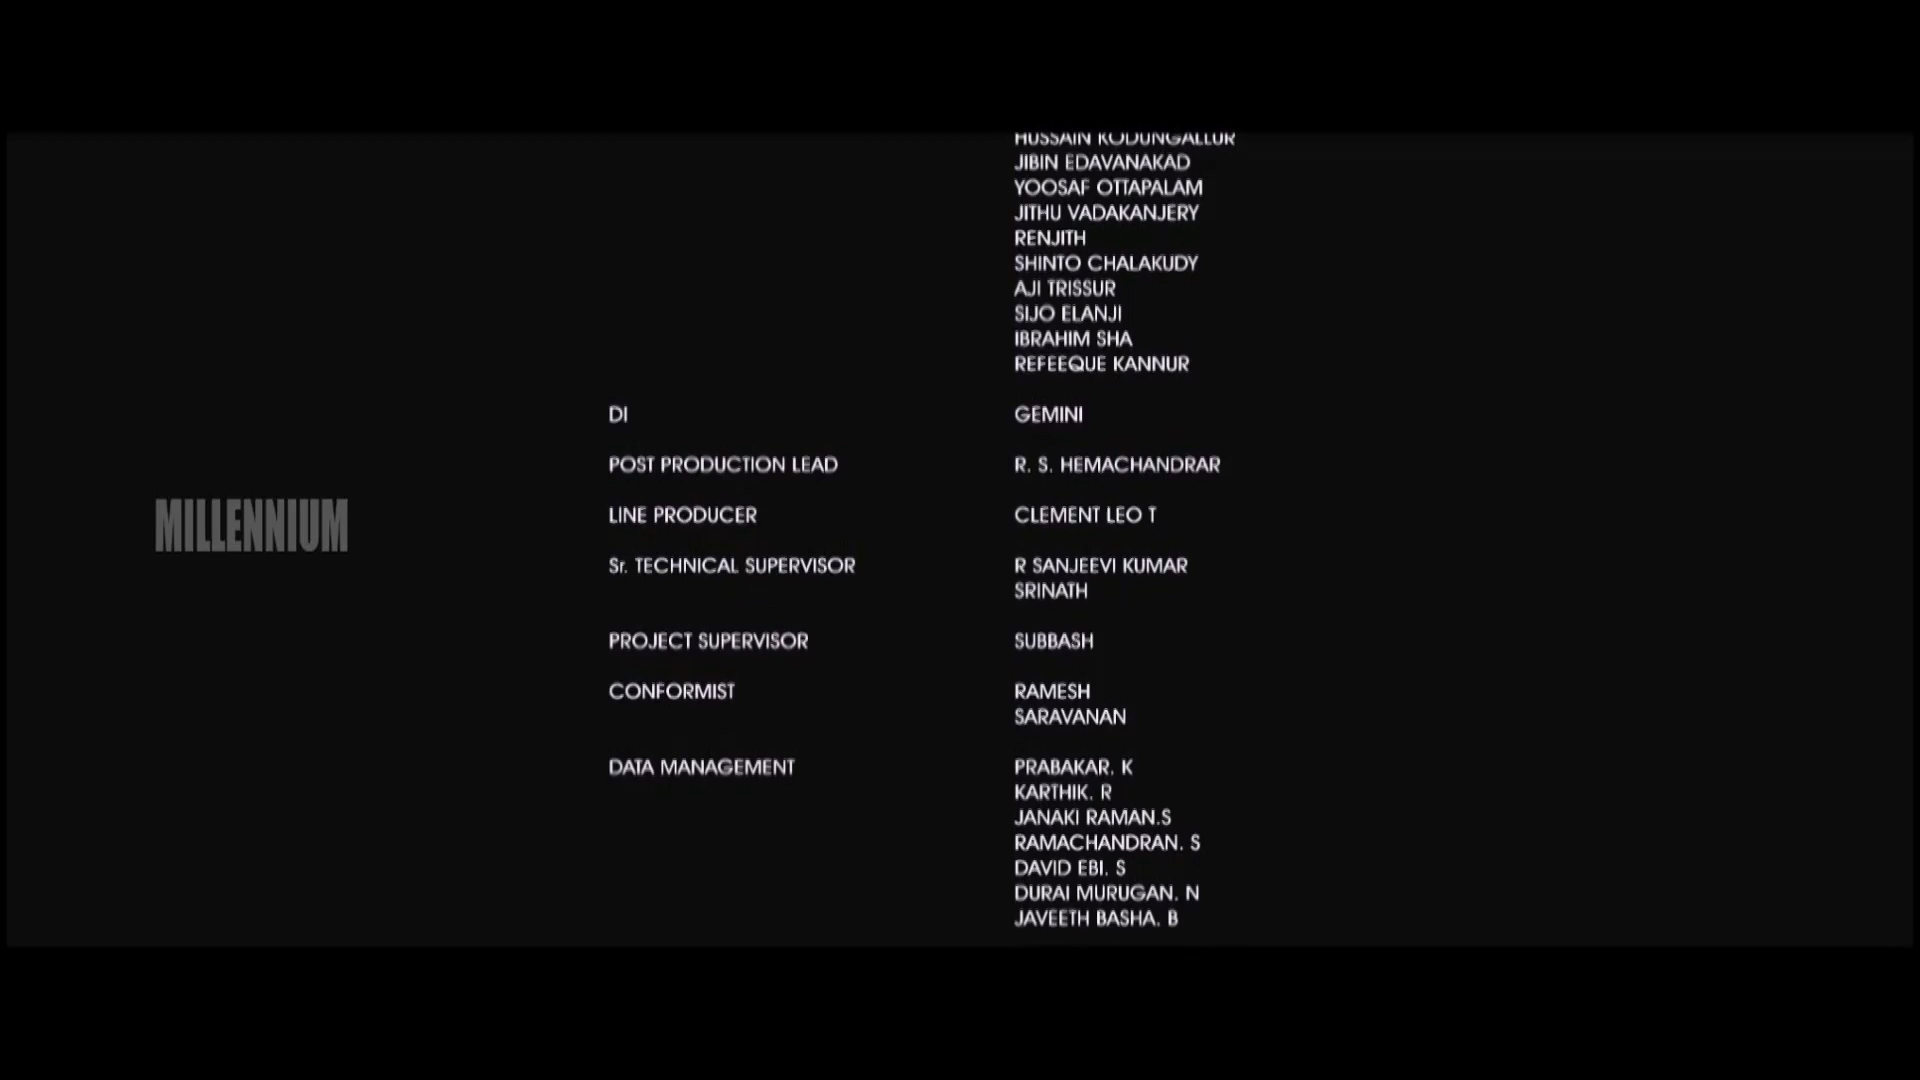 HUSSAIN KODUNGALLUR
JIBIN EDAVANAKAD
YOOSAF OTTAPALAM
JITHU VADAKANJERY
RENJITH
SHINTO CHALAKUDY
AJI TRISSUR
SIJO ELANJI
IBRAHIM SHA
REFEEQUE KANNUR
DI GEMINI
POST PRODUCTION LEAD R. S. HEMACHANDRAR
LINE PRODUCER CLEMENT LEO T
MILLENNIUM
Sr. TECHNICAL SUPERVISOR R SANJEEVI KUMAR
SRINATH
PROJECT SUPERVISOR SUBBASH
CONFORMIST RAMESH
SARAVANAN
DATA MANAGEMENT PRABAKAR. K
KARTHIK. R
JANAKI RAMAN.S
RAMACHANDRAN. S
DAVID EBI. S
DURAI MURUGAN. N
JAVEETH BASHA. B